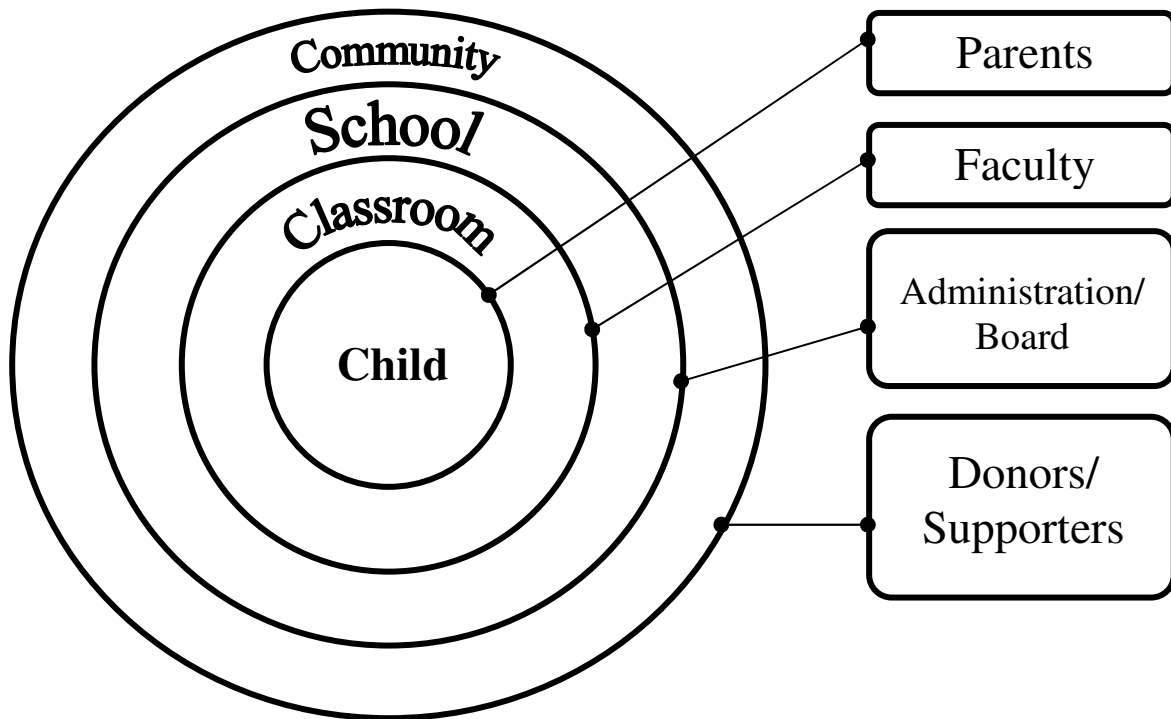 Community
School
Classroom
Child
Parents
Faculty
Administration/
Board
Donors/
Supporters